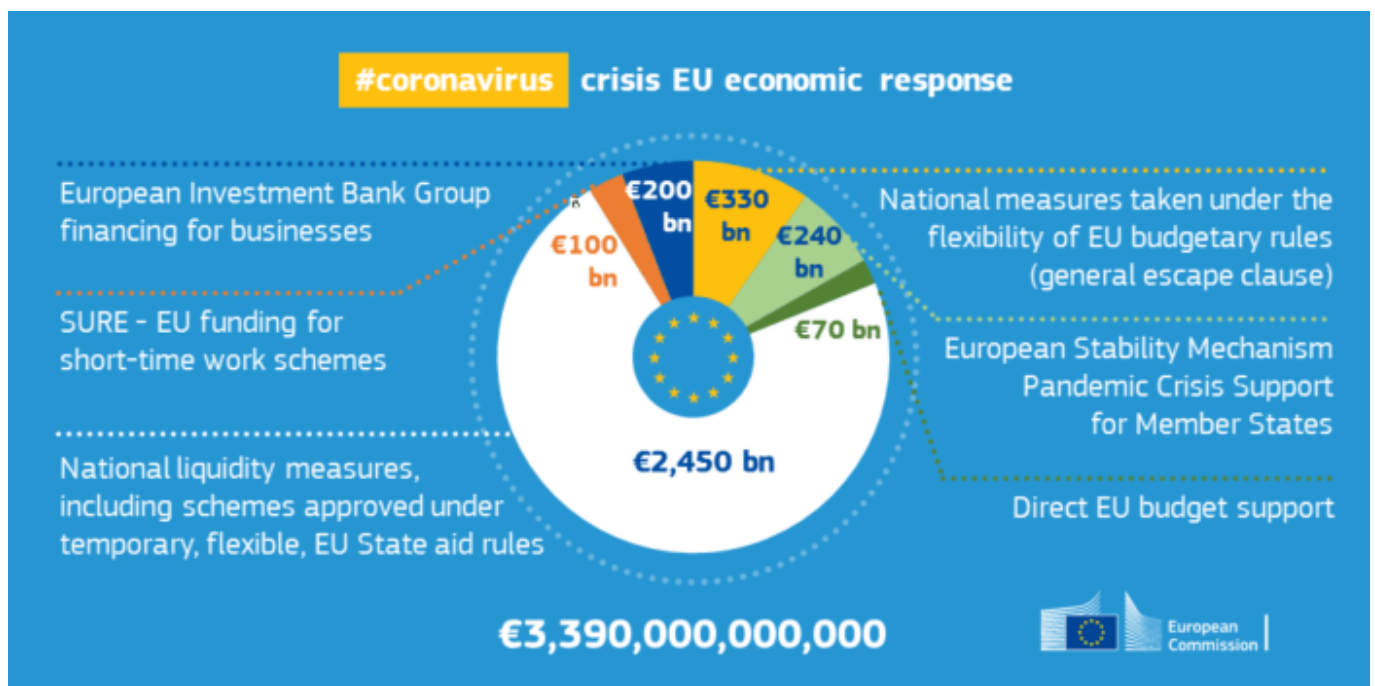 #coronavirus crisis EU economic response
European Investment Bank Group
financing for businesses
SURE - EU funding for
short-time work schemes
National liquidity measures,
including schemes approved under
temporary, flexible, EU State aid rules
€200
bn
€330
bn
€100
bn
€240
bn
€70 bn
€2,450 bn
National measures taken under the
flexibility of EU budgetary rules
(general escape clause)
European Stability Mechanism
Pandemic Crisis Support
for Member States
Direct EU budget support
€3,390,000,000,000
European
Commission